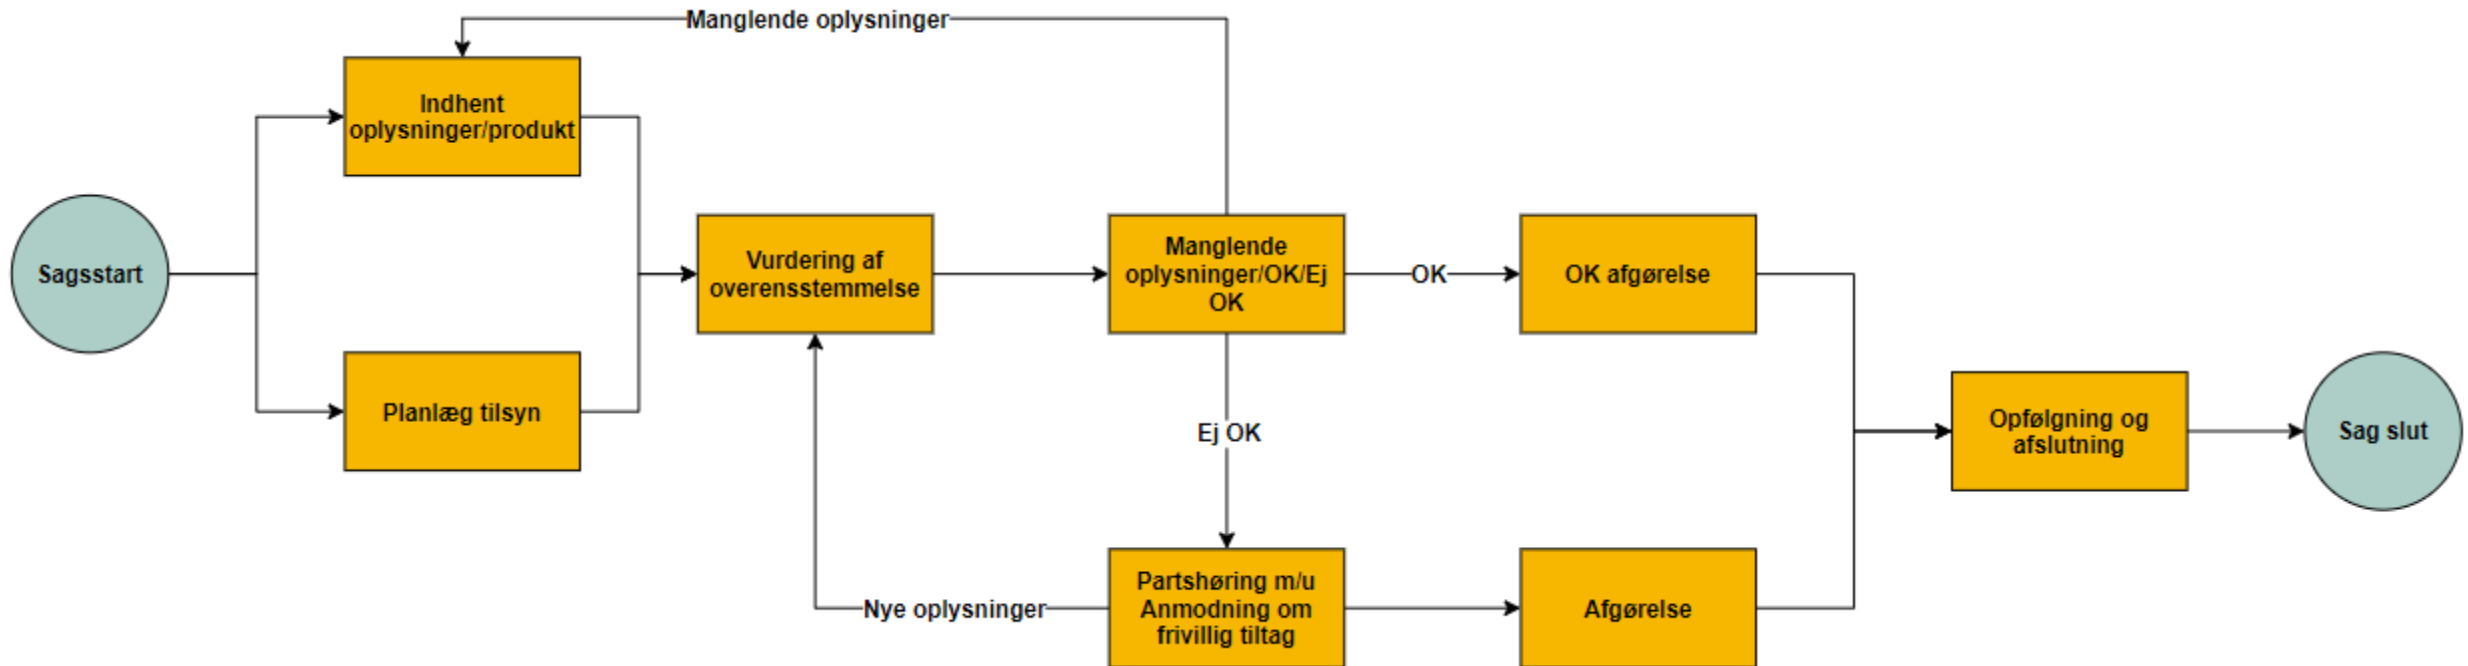 Manglende oplysninger
Indhent
oplysninger/produkt
Sagsstart
Planlæg tilsyn
Vurdering af
overensstemmelse
Manglende
oplysninger/OK/Ej
OK
OK
OK afgørelse
Ej OK
Nye oplysninger
Partshøring m/u
Anmodning om
frivillig tiltag
Afgørelse
Opfølgning og
afslutning
Sag slut